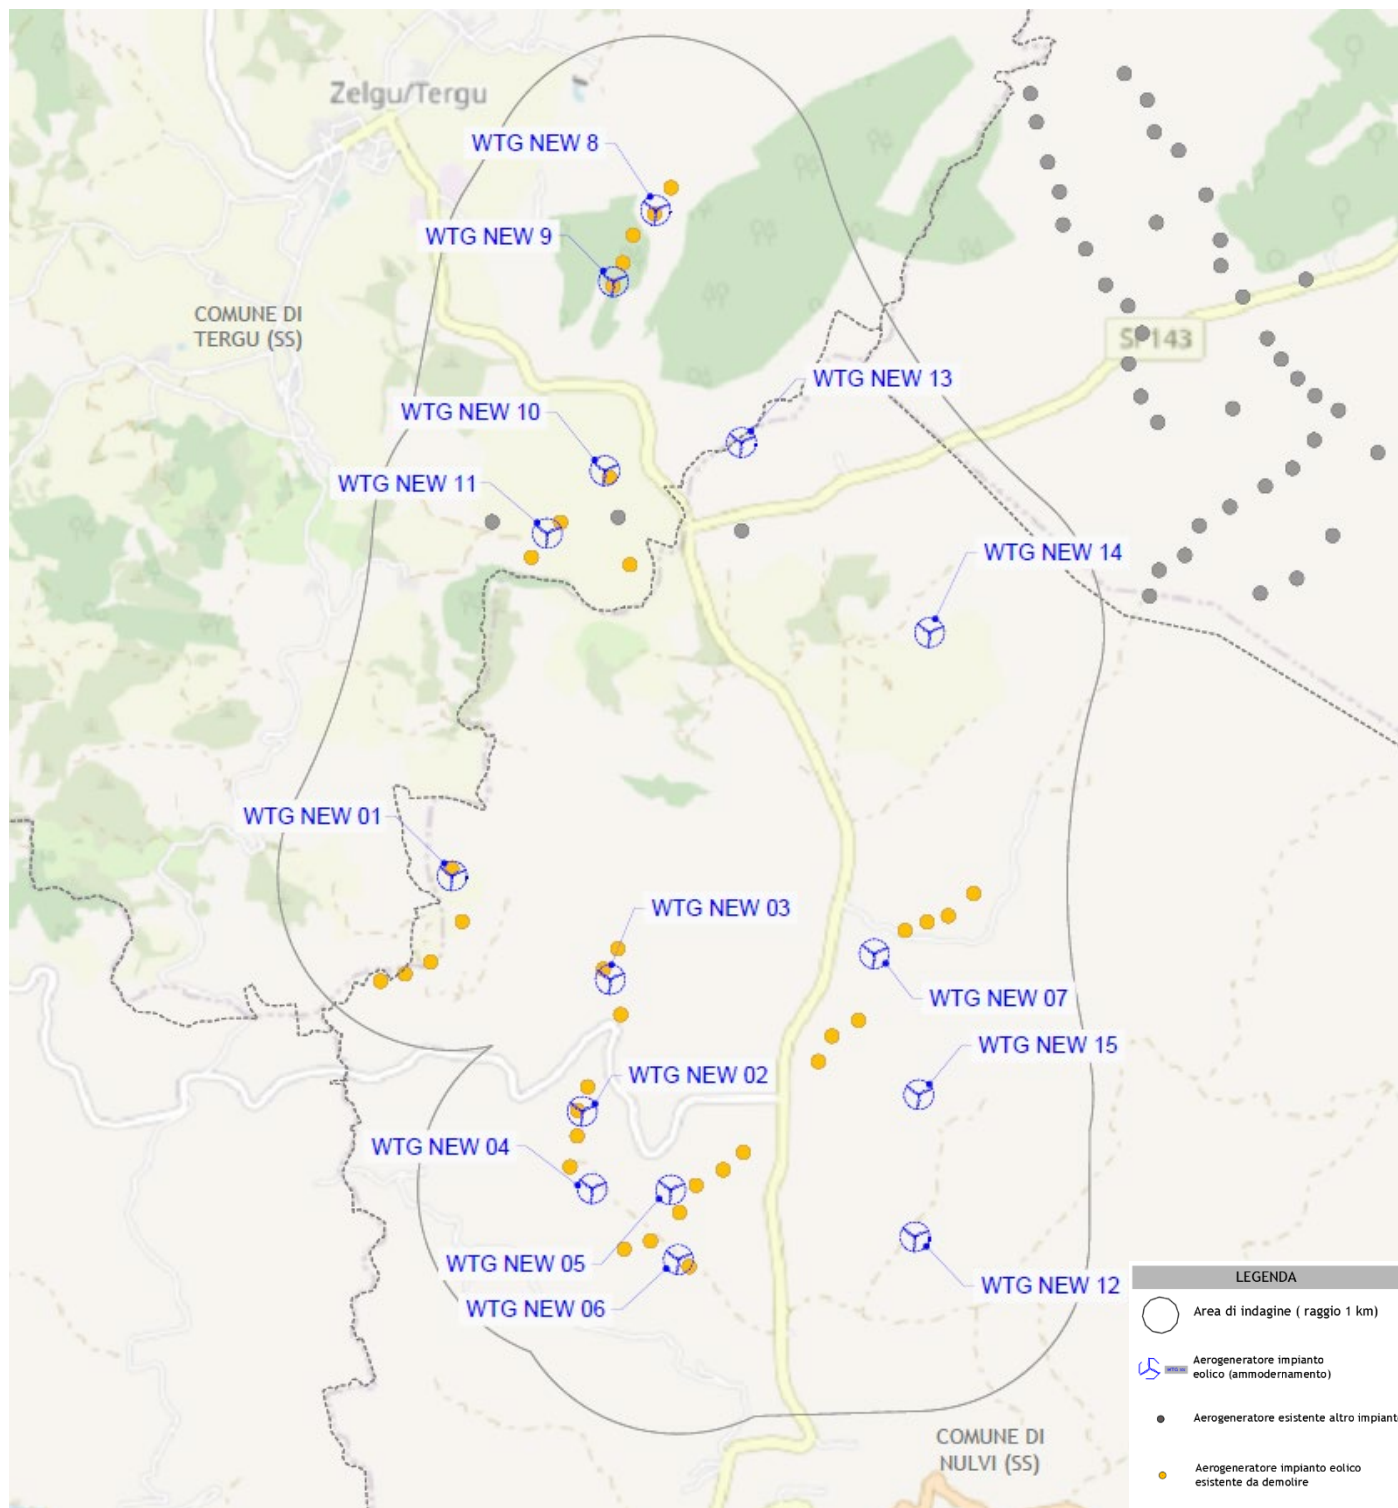 Zelgu/Tergu
WTG NEW 8
WTG NEW 9
COMUNE DI
TERGU (SS)
SP143
WTG NEW 13
WTG NEW 10
WTG NEW 11
WTG NEW 14
WTG NEW 01
WTG NEW 03
WTG NEW 07
WTG NEW 15
WTG NEW 02
WTG NEW 04
WTG NEW 05
WTG NEW 12
WTG NEW 06
LEGENDA
Area di indagine ( raggio 1 km)
Aerogeneratore impianto
eolico (ammodernamento)
Aerogeneratore esistente altro impiant
Aerogeneratore impianto eolico
esistente da demolire
COMUNE DI
NULVI (SS)